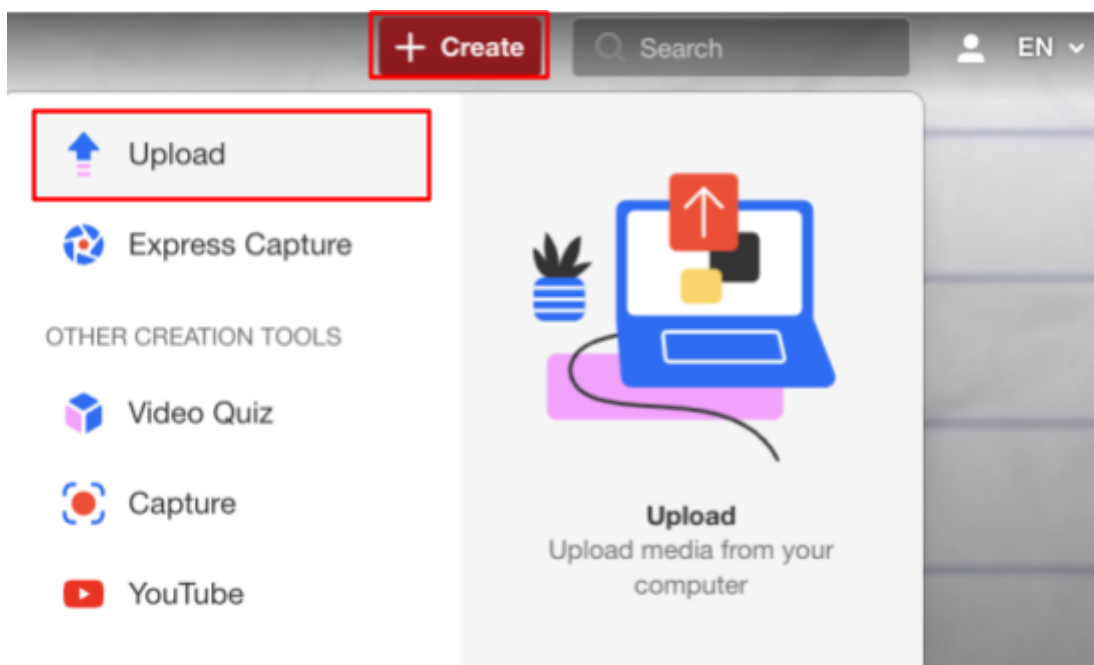 + Create
Search
EN
Upload
Express Capture
OTHER CREATION TOOLS
Video Quiz
Capture
YouTube
Upload
Upload media from your
computer